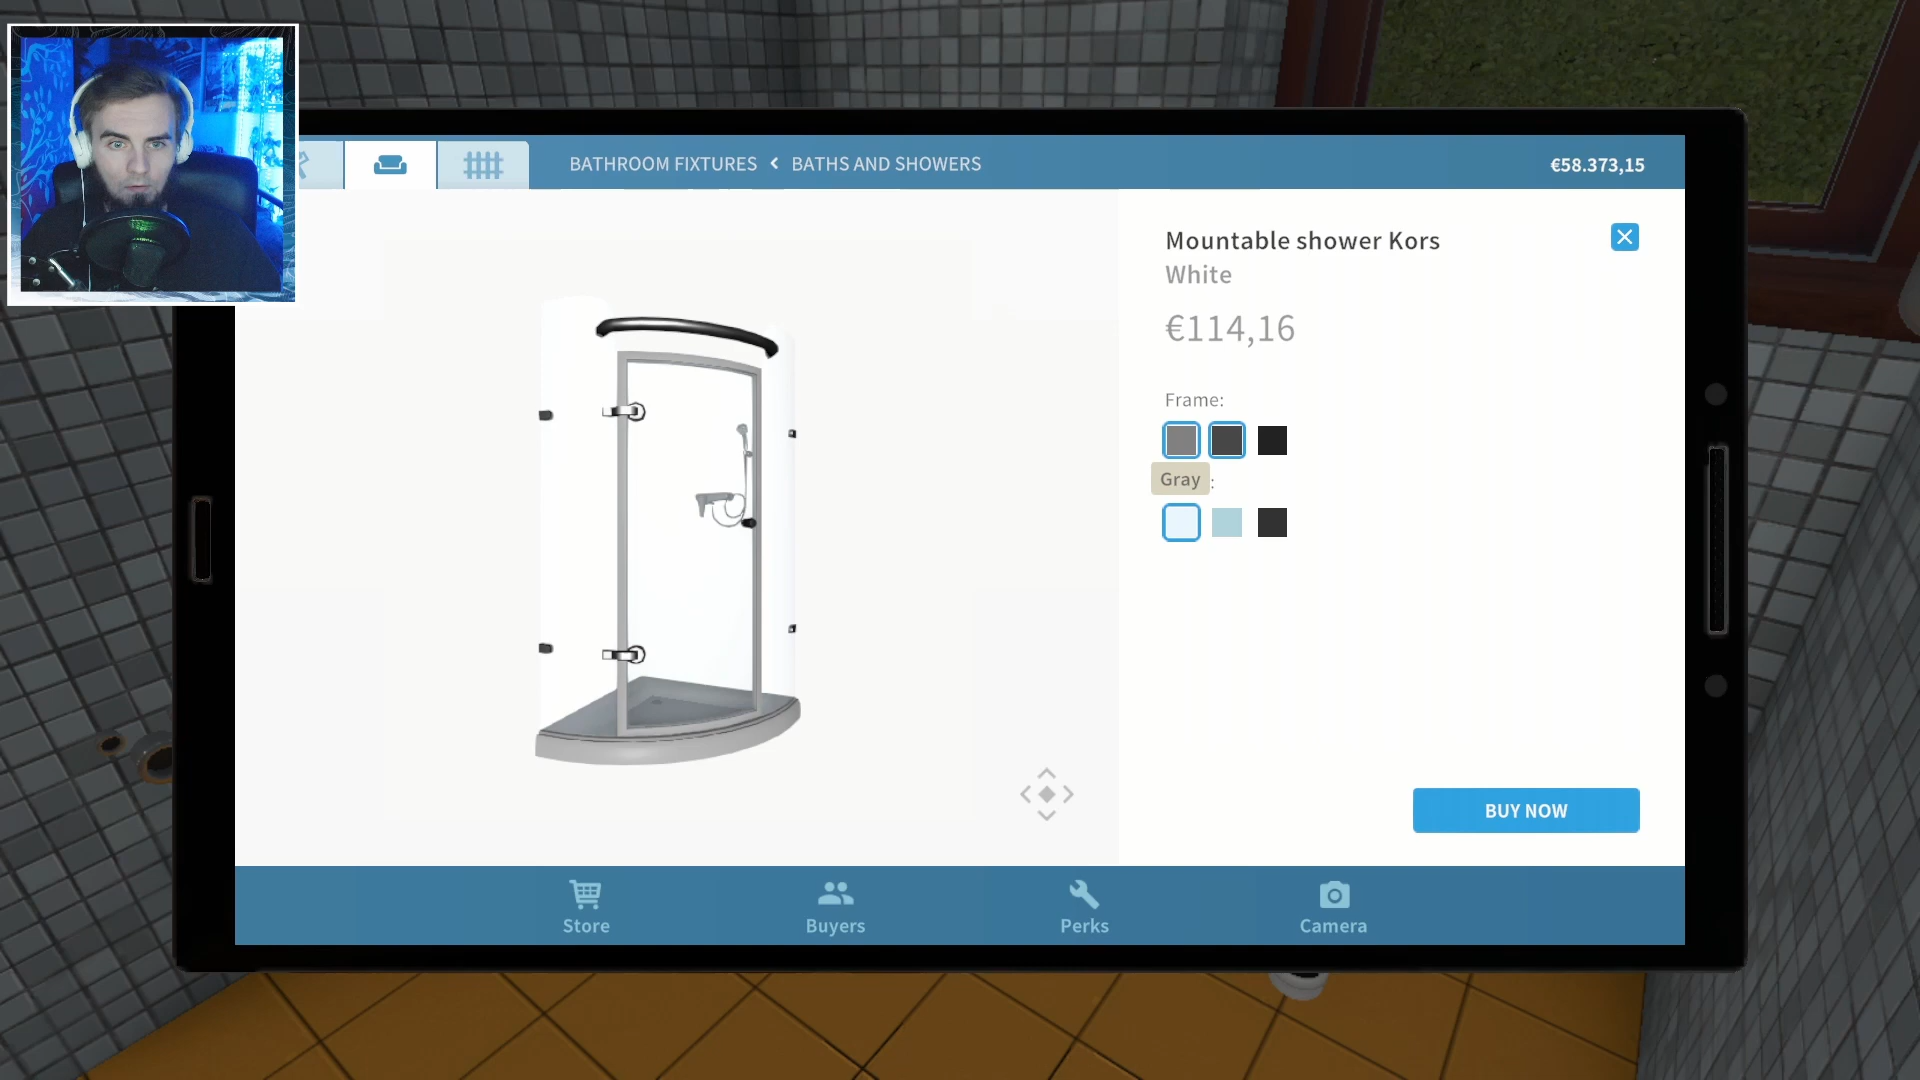 BATHROOM FIXTURES < BATHS AND SHOWERS
€58.373,15
Mountable shower Kors
White
€114,16
Frame:
Gray :
BUY NOW
Store
Buyers
Perks
Camera